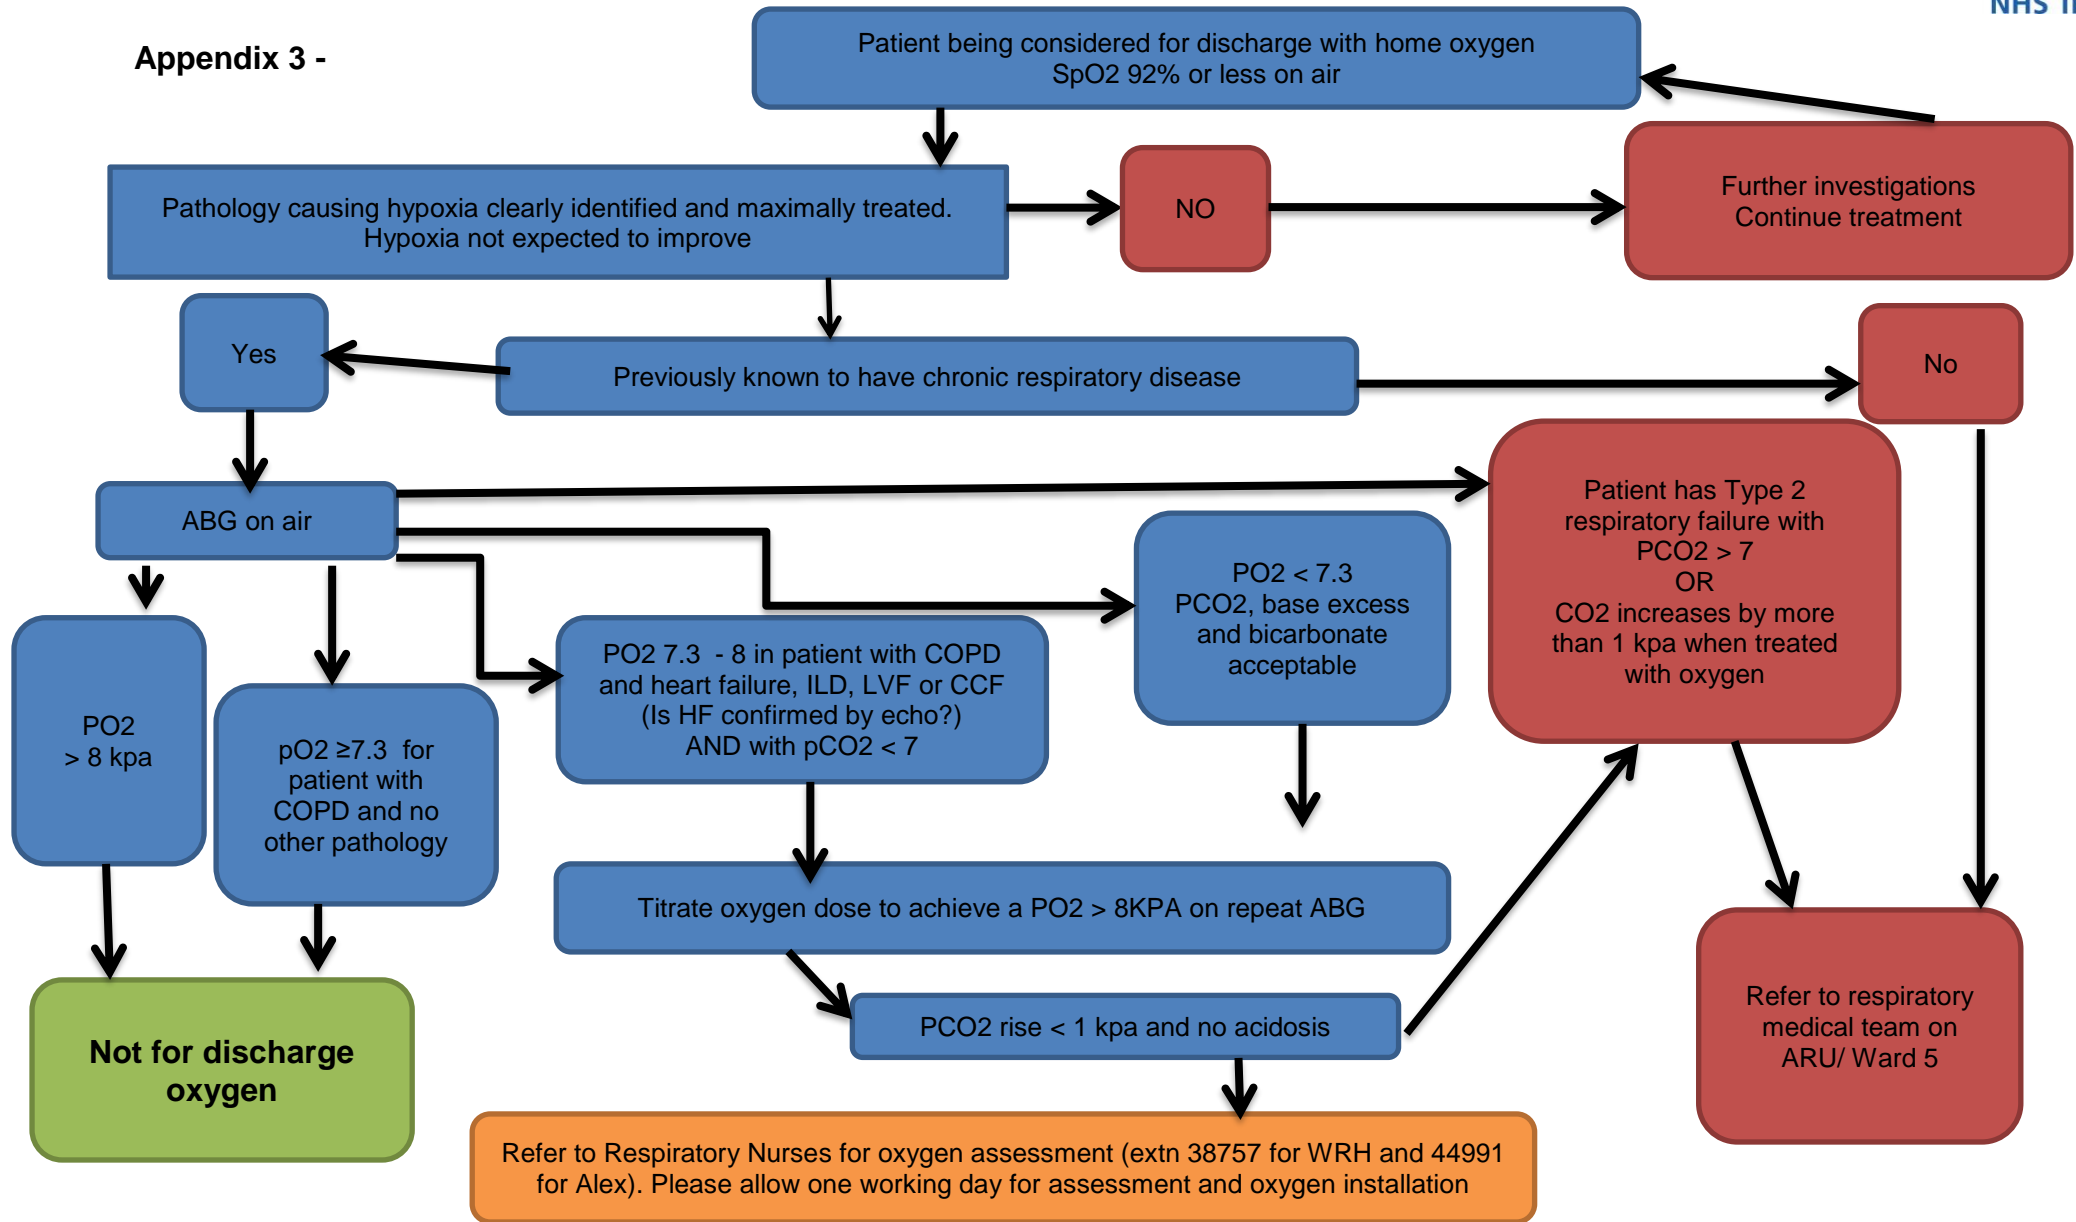 NHS
Appendix 3 -
Patient being considered for discharge with home oxygen
SpO2 92% or less on air
Pathology causing hypoxia clearly identified and maximally treated.
Hypoxia not expected to improve
NO
Further investigations
Continue treatment
Yes
Previously known to have chronic respiratory disease
No
ABG on air
Patient has Type 2
respiratory failure with
PCO2 > 7
OR
CO2 increases by more
than 1 kpa when treated
with oxygen
PO2 < 7.3
PCO2, base excess
and bicarbonate
acceptable
PO2 7.3  - 8 in patient with COPD
and heart failure, ILD, LVF or CCF
(Is HF confirmed by echo?)
AND with pCO2 < 7
PO2
> 8 kpa
pO2 ≥7.3  for
patient with
COPD and no
other pathology
Titrate oxygen dose to achieve a PO2 > 8KPA on repeat ABG
PCO2 rise < 1 kpa and no acidosis
Refer to respiratory
medical team on
ARU/ Ward 5
Not for discharge
oxygen
Refer to Respiratory Nurses for oxygen assessment (extn 38757 for WRH and 44991
for Alex). Please allow one working day for assessment and oxygen installation